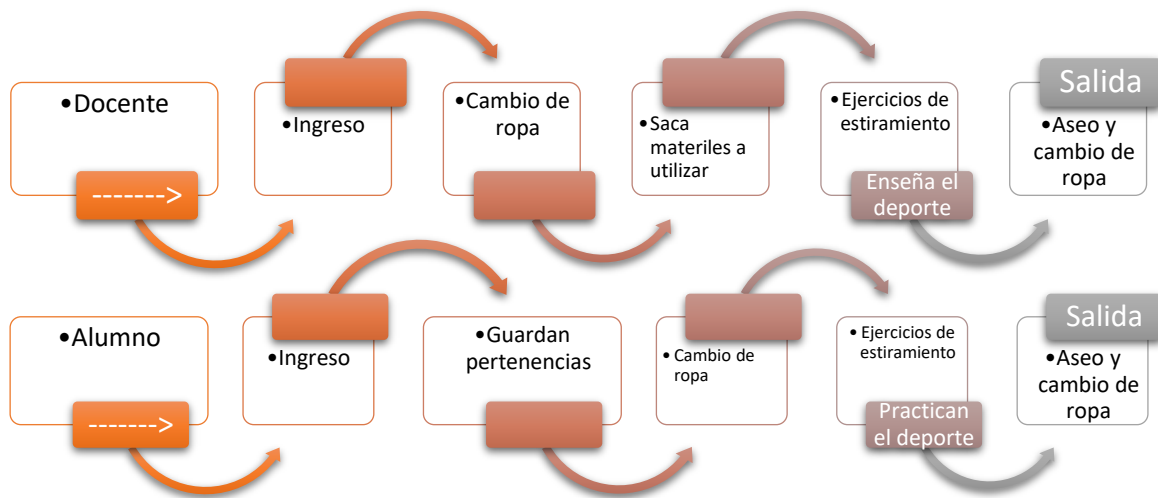 •Docente
------->
•Ingreso
•Cambio de
ropa
•Saca
materiles a
utilizar
•Ejercicios de
estiramiento
Enseña el
deporte
Salida
•Aseo y
cambio de
ropa
•Alumno
------->
•Ingreso
•Guardan
pertenencias
•Cambio de
ropa
•Ejercicios de
estiramiento
Practican
el deporte
Salida
•Aseo y
cambio de
ropa